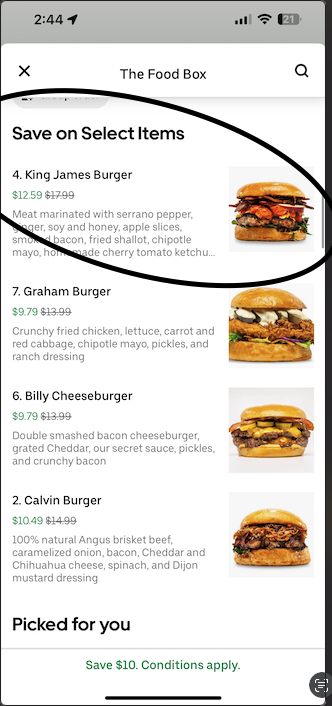 2:44
21
The Food Box
Group order
Save on Select Items
4. King James Burger
$12.59 $17.99
Meat marinated with serrano pepper,
ginger, soy and honey, apple slices,
smoked bacon, fried shallot, chipotle
mayo, homemade cherry tomato ketchu...
7. Graham Burger
$9.79 $13.99
Crunchy fried chicken, lettuce, carrot and
red cabbage, chipotle mayo, pickles, and
ranch dressing
6. Billy Cheeseburger
$9.79 $13.99
Double smashed bacon cheeseburger,
grated Cheddar, our secret sauce, pickles,
and crunchy bacon
2. Calvin Burger
$10.49 $14.99
100% natural Angus brisket beef,
caramelized onion, bacon, Cheddar and
Chihuahua cheese, spinach, and Dijon
mustard dressing
Picked for you
Save $10. Conditions apply.